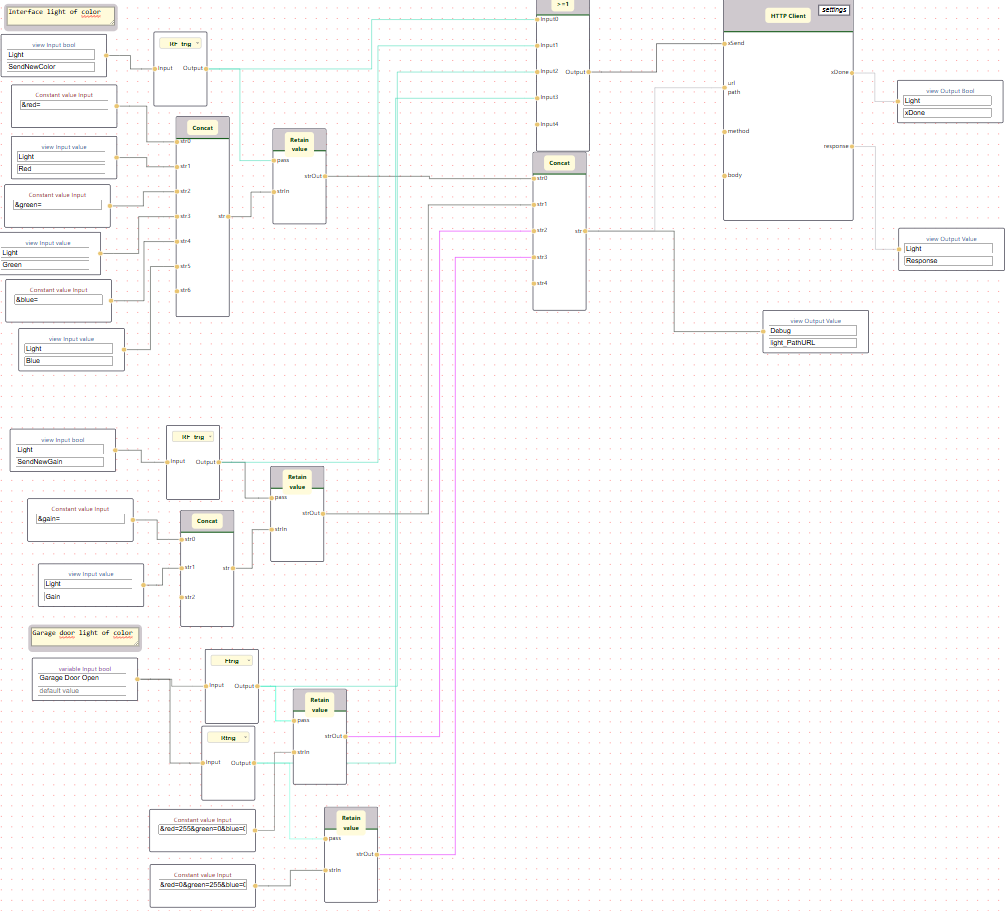 Interface light of color
view Input bool
Light
SendNewColor
RF_trig
Input
Output
Constant value Input
&red=
view Input value
Light
Red
Constant value Input
&green=
view Input value
Light
Green
Constant value Input
&blue=
view Input value
Light
Blue
Concat
str0
str1
str2
str3
str4
str5
str6
str
Retain
value
pass
strIn
strOut
>=1
Input0
Input1
Input2
Input3
Input4
Output
Concat
str0
str1
str2
str3
str4
str
HTTP Client
settings
xSend
url
path
method
body
xDone
response
view Output Bool
Light
xDone
view Output Value
Light
Response
view Output Value
Debug
light_PathURL
view Input bool
Light
SendNewGain
RF_trig
Input
Output
Constant value Input
&gain=
view Input value
Light
Gain
Concat
str0
str1
str2
str
Retain
value
pass
strIn
strOut
Garage door light of color
variable Input bool
Garage Door Open
default value
Ftrig
Input
Output
Rtrig
Input
Output
Retain
value
pass
strIn
strOut
Constant value Input
&red=255&green=0&blue=(
Constant value Input
&red=0&green=255&blue=(
Retain
value
pass
strIn
strOut